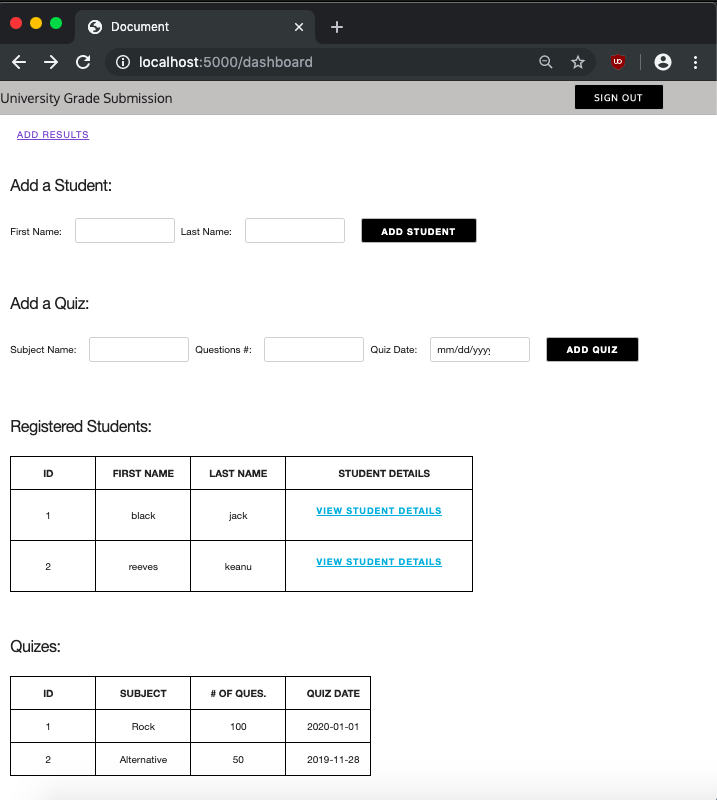 Document
localhost:5000/dashboard
University Grade Submission SIGN OUT
ADD RESULTS
Add a Student:
First Name: Last Name: ADD STUDENT
Add a Quiz:
Subject Name: Questions #: Quiz Date: mm/dd/yyyy ADD QUIZ
Registered Students:
ID FIRST NAME LAST NAME STUDENT DETAILS
1 black jack VIEW STUDENT DETAILS
2 reeves keanu VIEW STUDENT DETAILS
Quizes:
ID SUBJECT # OF QUES. QUIZ DATE
1 Rock 100 2020-01-01
2 Alternative 50 2019-11-28